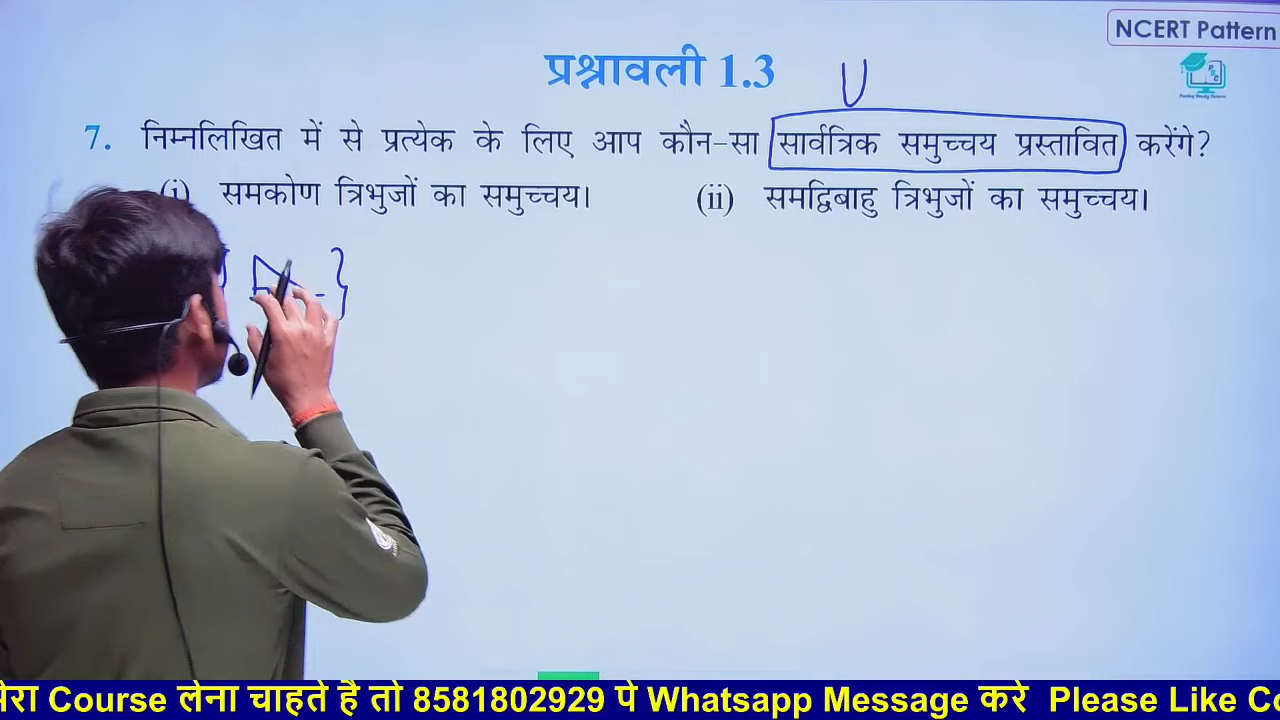 NCERT Pattern
प्रश्नावली 1.3
U
7. निम्नलिखित में से प्रत्येक के लिए आप कौन-सा सार्वत्रिक समुच्चय प्रस्तावित करेंगे?
(i) समकोण त्रिभुजों का समुच्चय। (ii) समद्विबाहु त्रिभुजों का समुच्चय।
Course लेना चाहते है तो 8581802929 पे Whatsapp Message करे Please Like